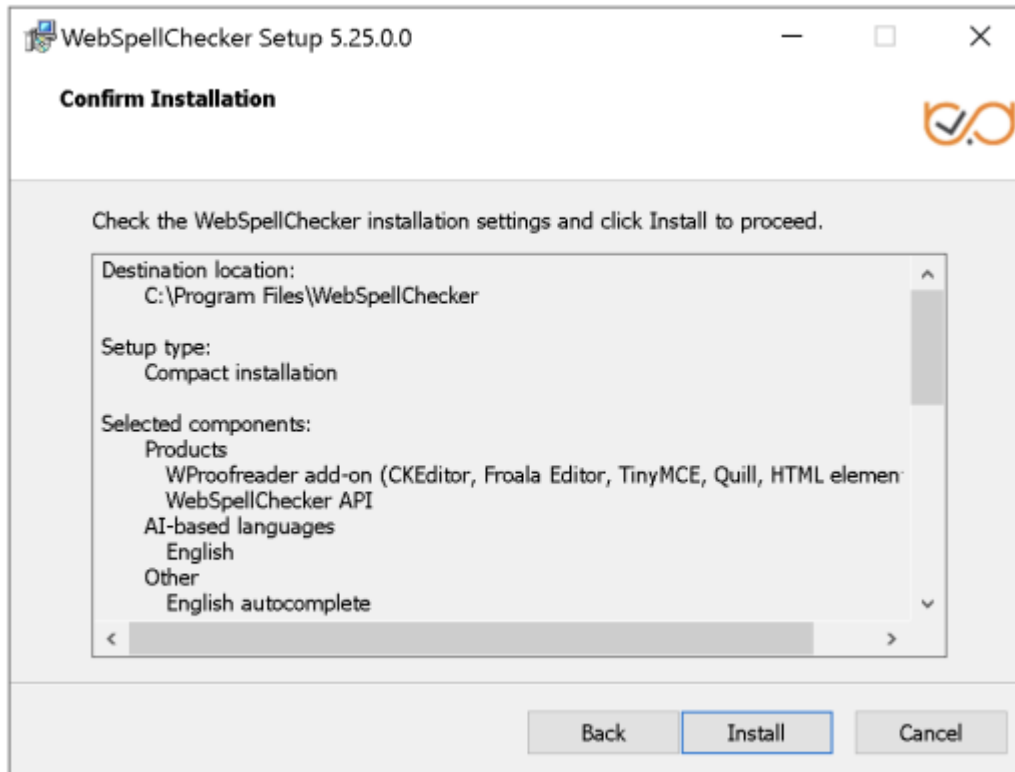 WebSpellChecker Setup 5.25.0.0
Confirm Installation
Check the WebSpellChecker installation settings and click Install to proceed.
Destination location:
C:\Program Files\WebSpellChecker
Setup type:
Compact installation
Selected components:
Products
WProofreader add-on (CKEditor, Froala Editor, TinyMCE, Quill, HTML elemen
WebSpellChecker API
AI-based languages
English
Other
English autocomplete
Back Install Cancel